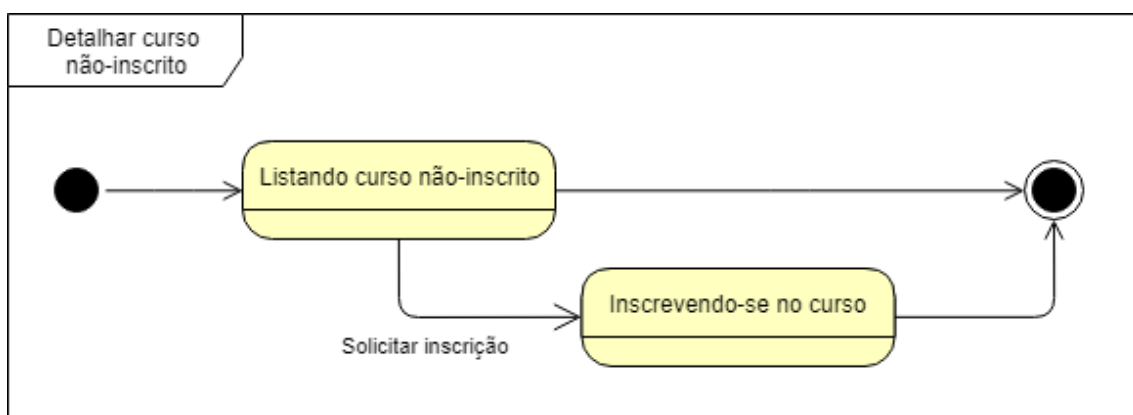 Detalhar curso
não-inscrito
Listando curso não-inscrito
Inscrevendo-se no curso
Solicitar inscrição